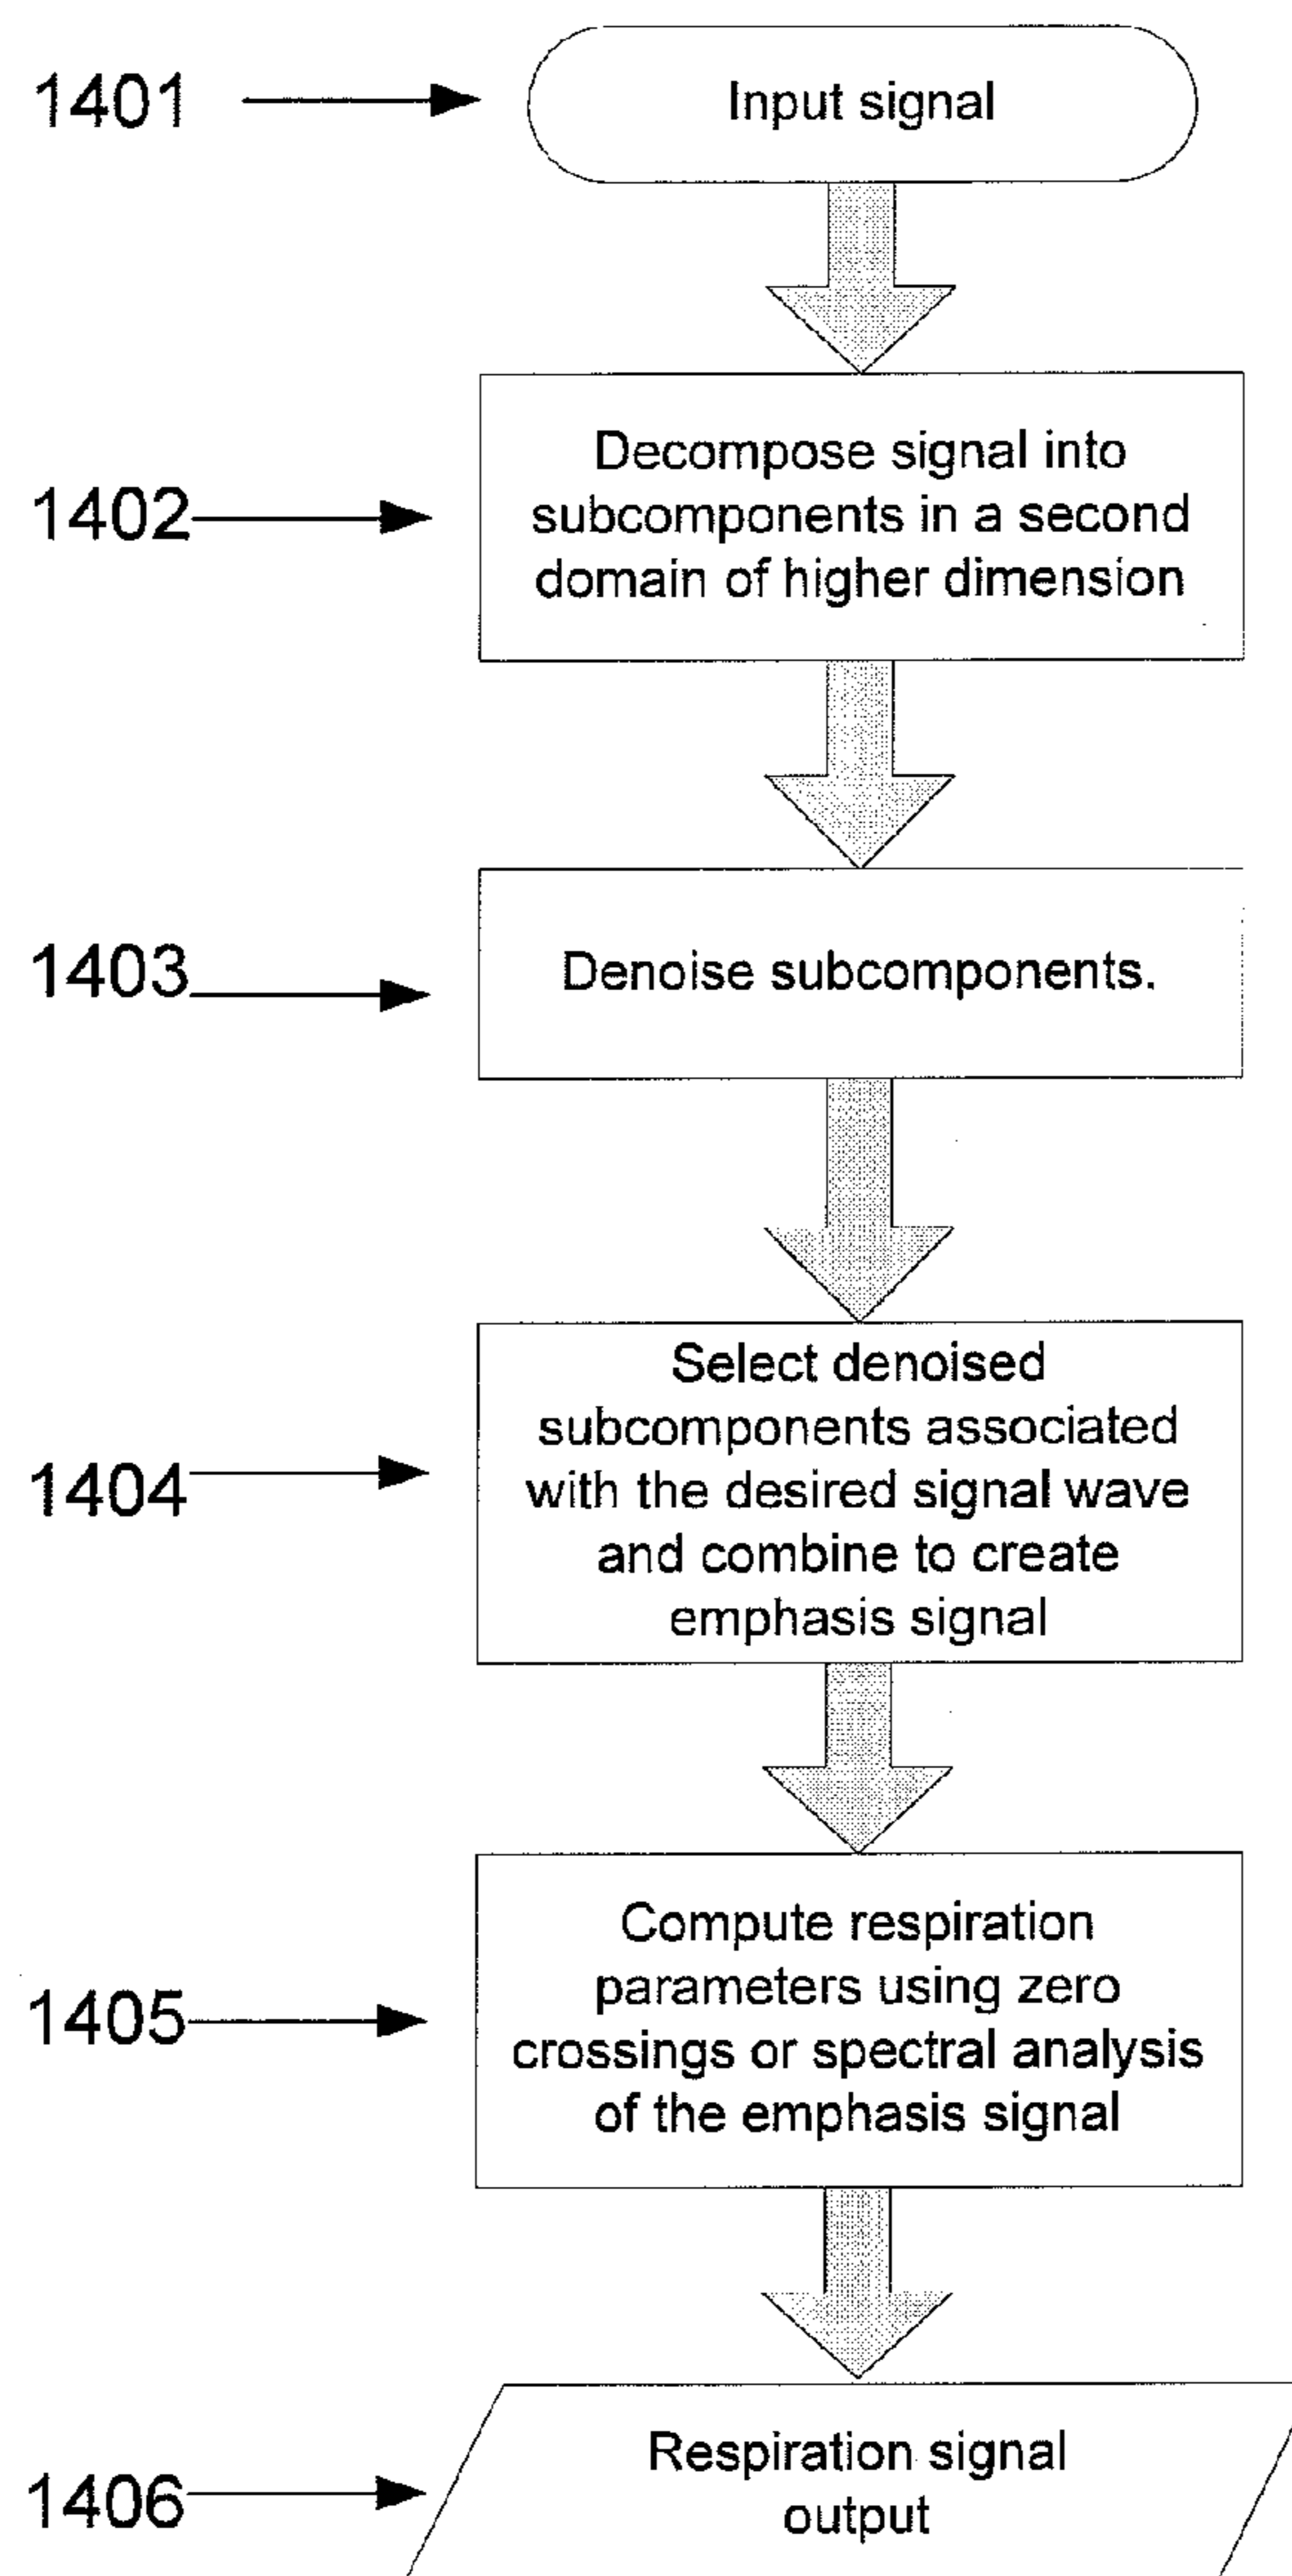 1401
Input signal
1402
Decompose signal into
subcomponents in a second
domain of higher dimension
1403
Denoise subcomponents.
1404
Select denoised
subcomponents associated
with the desired signal wave
and combine to create
emphasis signal
1405
Compute respiration
parameters using zero
crossings or spectral analysis
of the emphasis signal
1406
Respiration signal
output